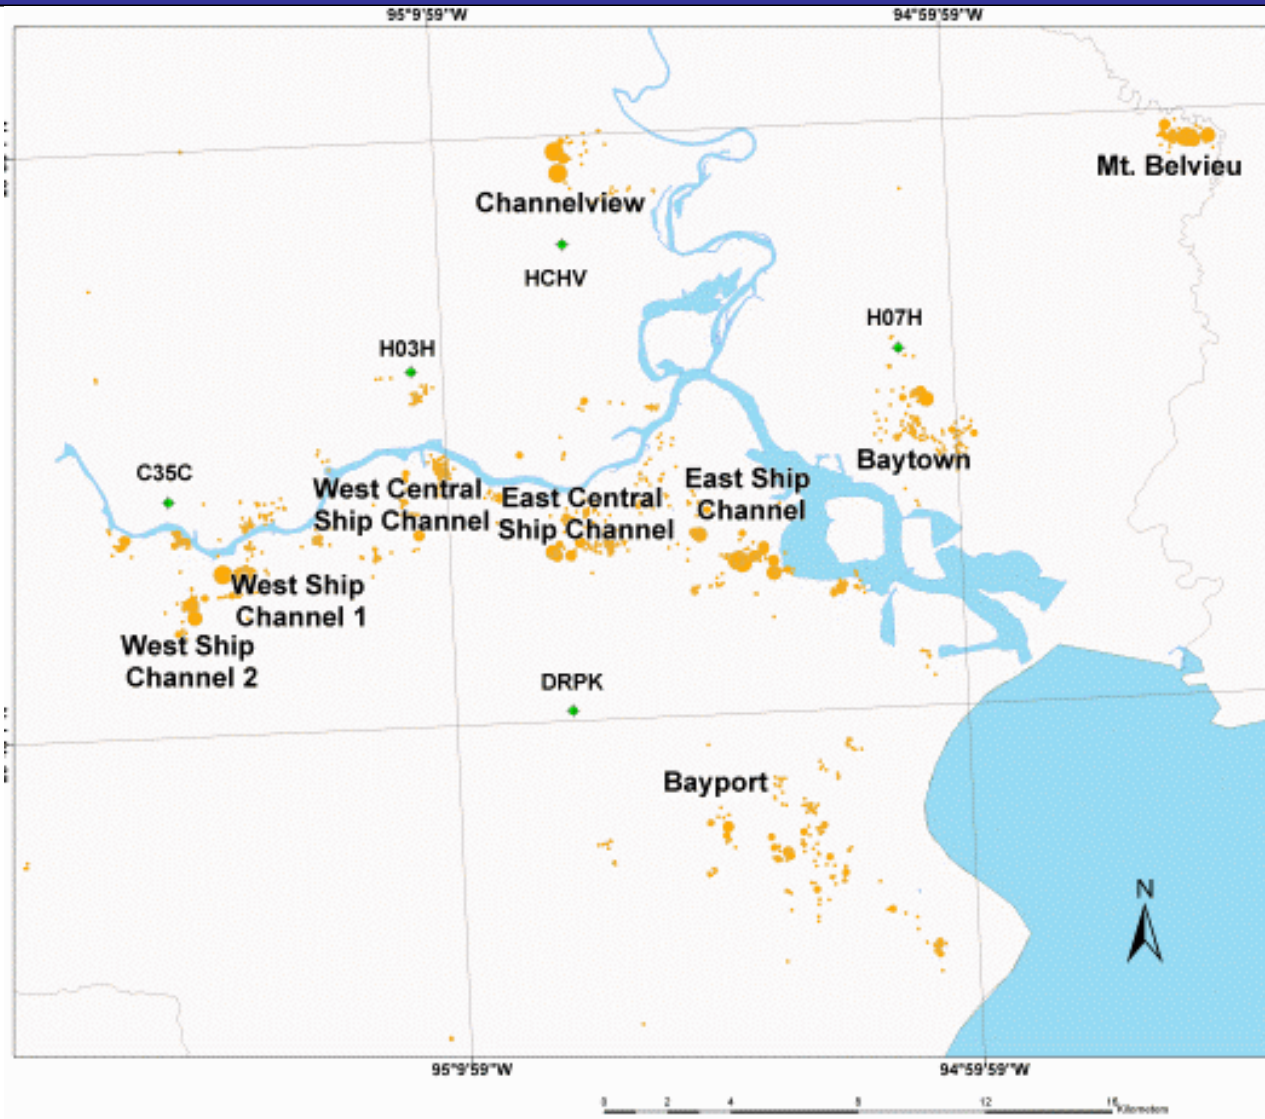 95°9'59"W
94°59'59"W
Mt. Belvieu
Channelview
HCHV
H07H
H03H
Baytown
C35C
West Central
Ship Channel
East Central
Ship Channel
East Ship
Channel
West Ship
Channel 1
West Ship
Channel 2
DRPK
Bayport
N
95°9'59"W
94°59'59"W
0 2 4 8 12 16
Kilometers